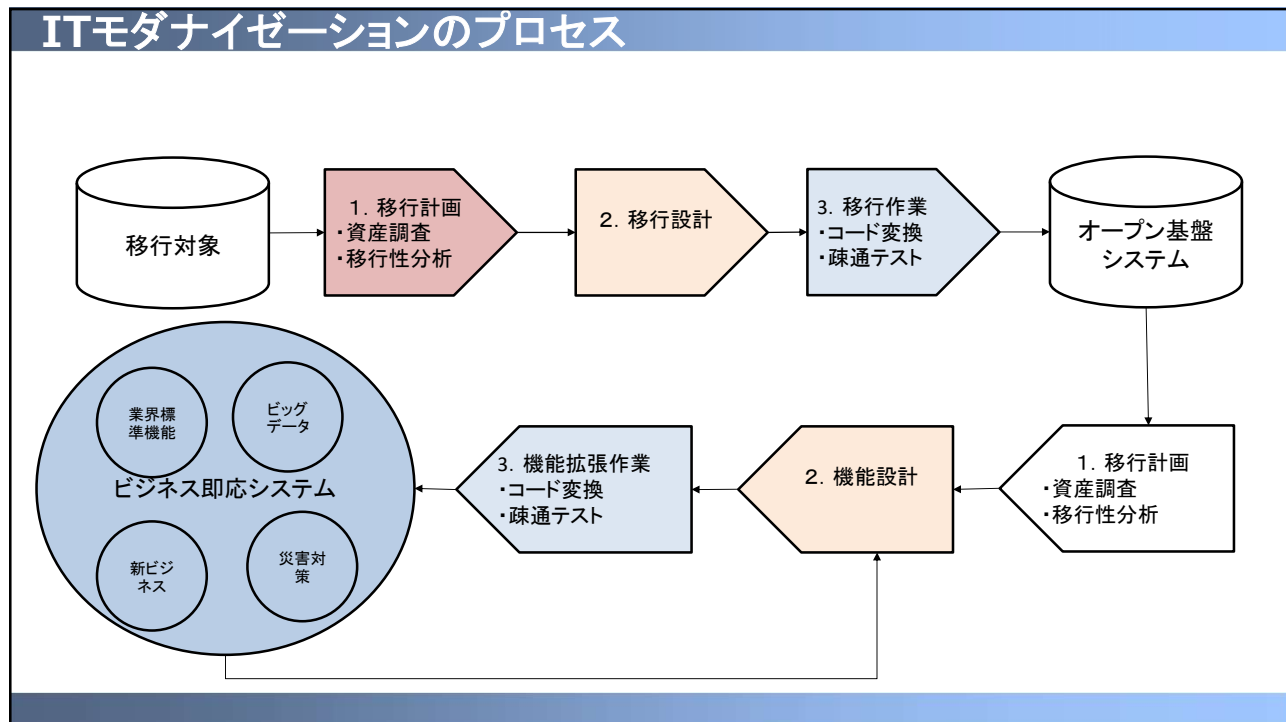 ITモダナイゼーションのプロセス
移行対象
1. 移行計画
・資産調査
・移行性分析
2. 移行設計
3. 移行作業
・コード変換
・疎通テスト
オープン基盤
システム
業界標
準機能
ビッグ
データ
ビジネス即応システム
新ビジ
ネス
災害対
策
3. 機能拡張作業
・コード変換
・疎通テスト
2. 機能設計
1. 移行計画
・資産調査
・移行性分析